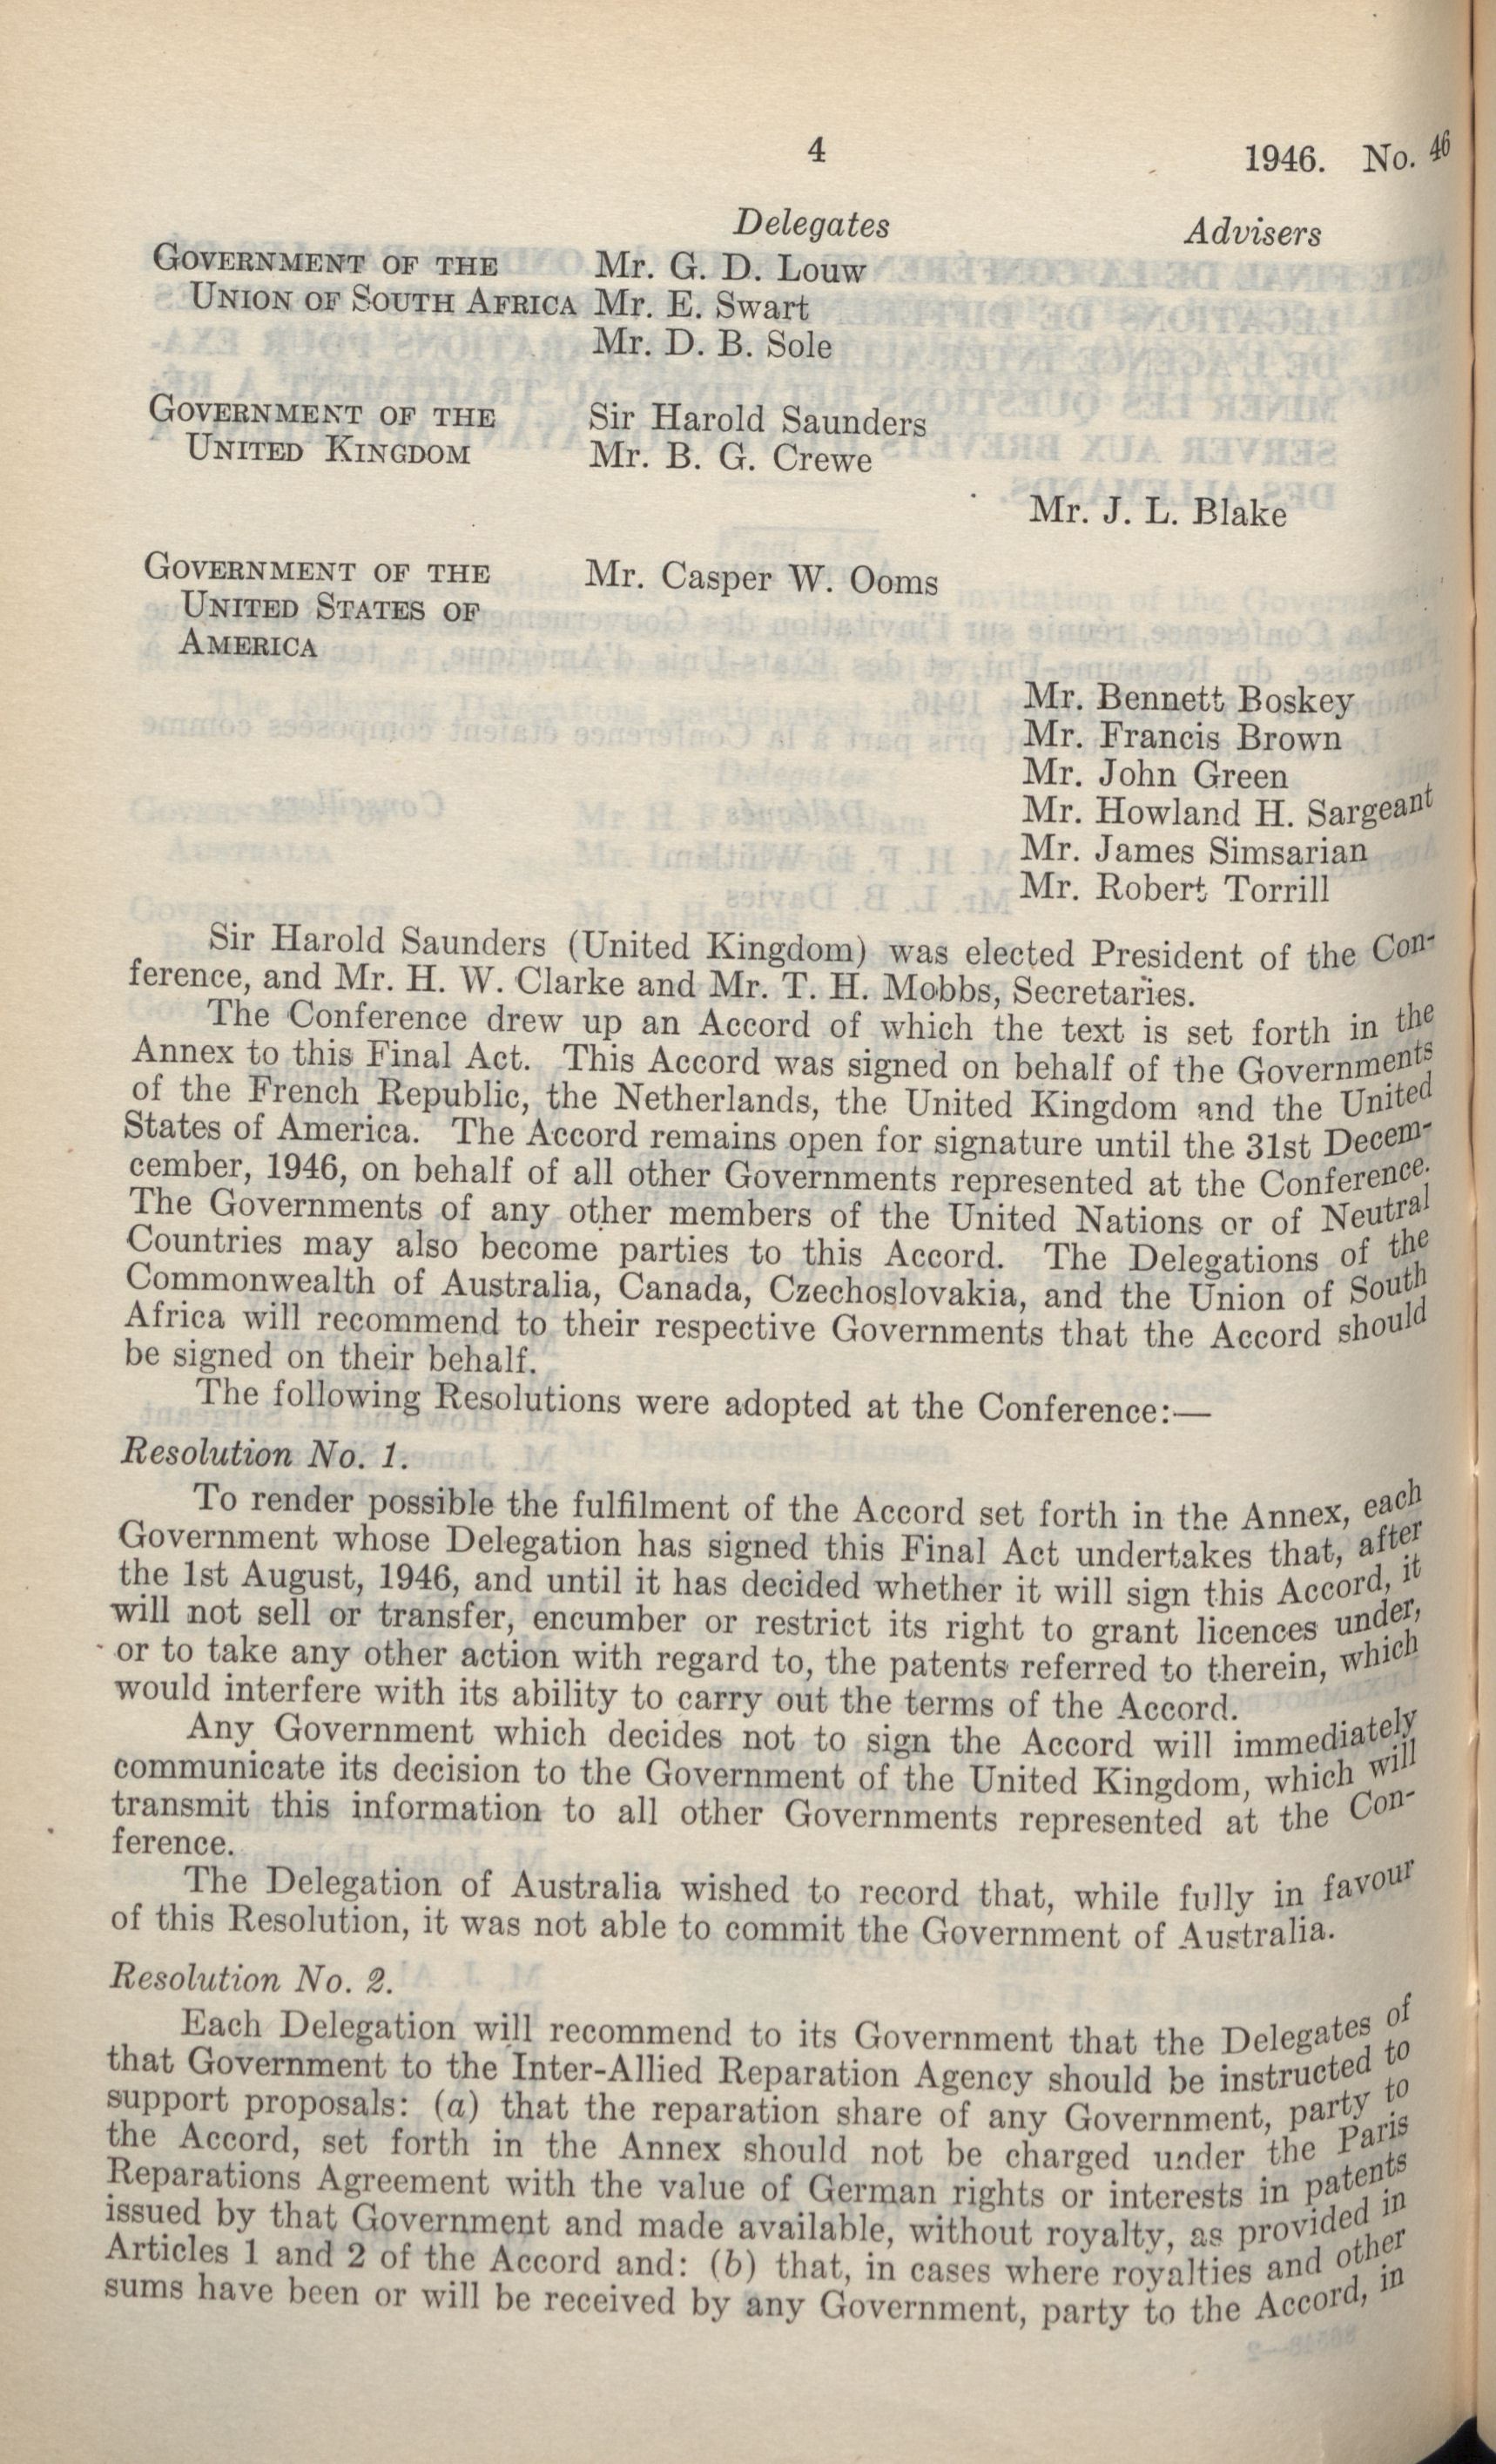 4 1946. No. 46
Delegates Advisers
GOVERNMENT OF THE Mr. G. D. Louw
UNION OF SOUTH AFRICA Mr. E. Swart
Mr. D. B. Sole
GOVERNMENT OF THE Sir Harold Saunders
UNITED KINGDOM Mr. B. G. Crewe
Mr. J. L. Blake
GOVERNMENT OF THE Mr. Casper W. Ooms
UNITED STATES OF
AMERICA
Mr. Bennett Boskey
Mr. Francis Brown
Mr. John Green
Mr. Howland H. Sargeant
Mr. James Simsarian
Mr. Robert Torrill
Sir Harold Saunders (United Kingdom) was elected President of the Con-
ference, and Mr. H. W. Clarke and Mr. T. H. Mobbs, Secretaries.
The Conference drew up an Accord of which the text is set forth in the
Annex to this Final Act. This Accord was signed on behalf of the Governments
of the French Republic, the Netherlands, the United Kingdom and the United
States of America. The Accord remains open for signature until the 31st Decem-
cember, 1946, on behalf of all other Governments represented at the Conference.
The Governments of any other members of the United Nations or of Neutral
Countries may also become parties to this Accord. The Delegations of the
Commonwealth of Australia, Canada, Czechoslovakia, and the Union of South
Africa will recommend to their respective Governments that the Accord should
be signed on their behalf.
The following Resolutions were adopted at the Conference:—
Resolution No. 1.
To render possible the fulfilment of the Accord set forth in the Annex, each
Government whose Delegation has signed this Final Act undertakes that, after
the 1st August, 1946, and until it has decided whether it will sign this Accord, it
will not sell or transfer, encumber or restrict its right to grant licences under,
or to take any other action with regard to, the patents referred to therein, which
would interfere with its ability to carry out the terms of the Accord.
Any Government which decides not to sign the Accord will immediately
communicate its decision to the Government of the United Kingdom, which will
transmit this information to all other Governments represented at the Con-
ference.
The Delegation of Australia wished to record that, while fully in favour
of this Resolution, it was not able to commit the Government of Australia.
Resolution No. 2.
Each Delegation will recommend to its Government that the Delegates of
that Government to the Inter-Allied Reparation Agency should be instructed to
support proposals: (a) that the reparation share of any Government, party to
the Accord, set forth in the Annex should not be charged under the Paris
Reparations Agreement with the value of German rights or interests in patents
issued by that Government and made available, without royalty, as provided in
Articles 1 and 2 of the Accord and: (b) that, in cases where royalties and other
sums have been or will be received by any Government, party to the Accord, in